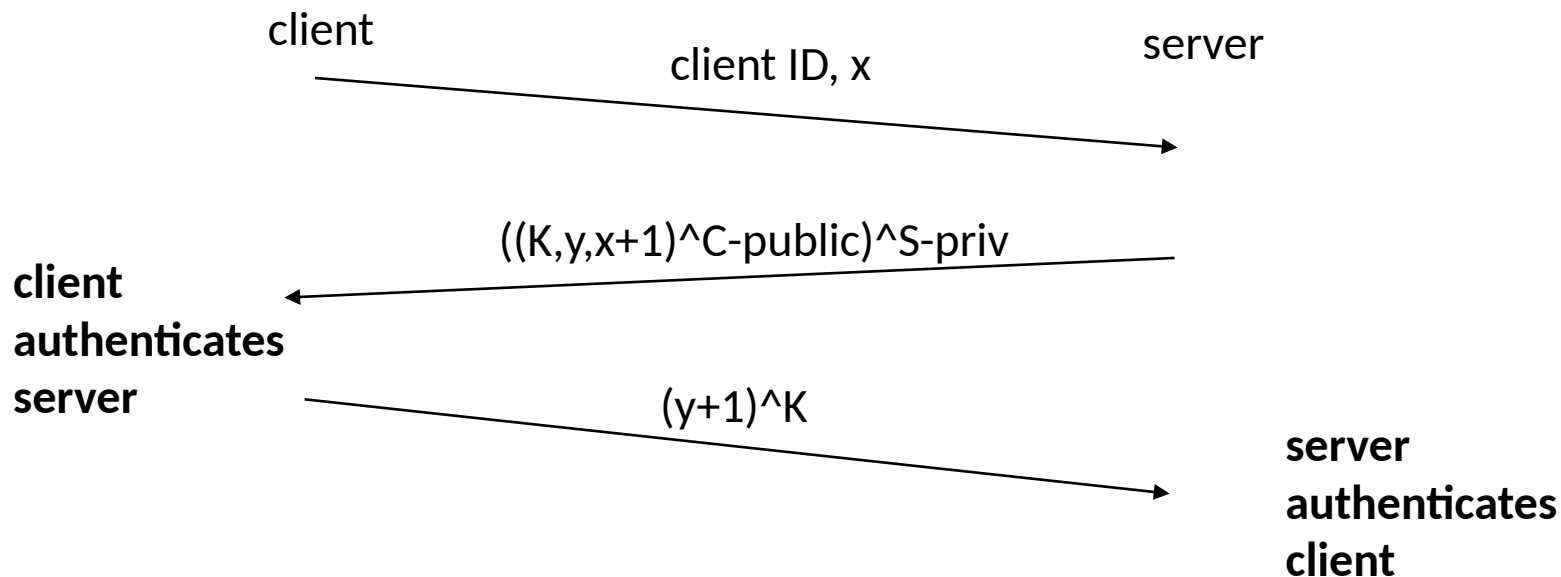 client
server
client ID, x
((K,y,x+1)^C-public)^S-priv
client
authenticates
server
(y+1)^K
server
authenticates
client